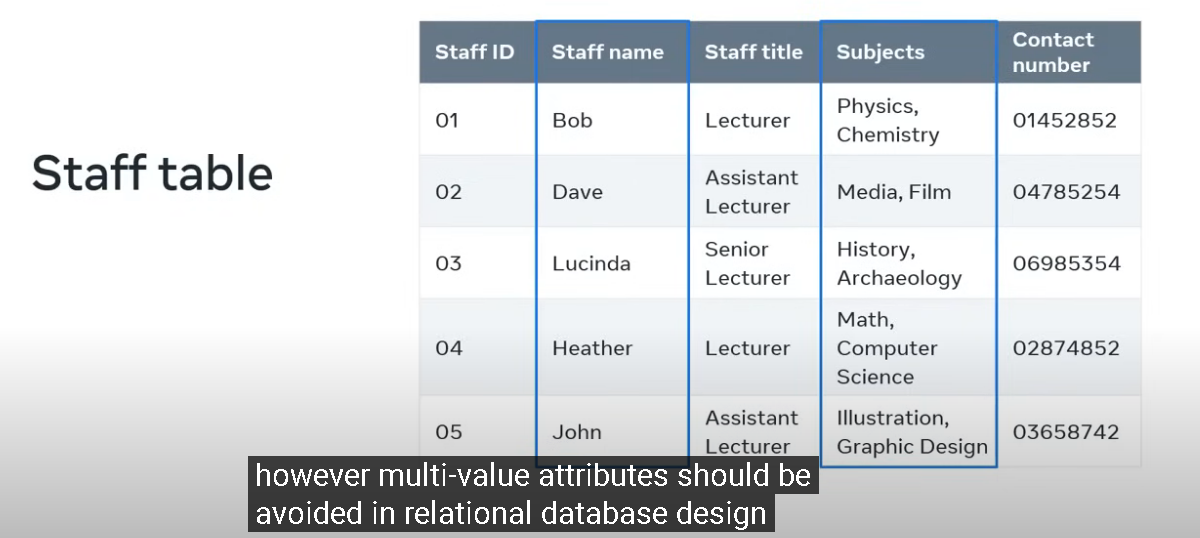 Staff table
Staff ID Staff name Staff title Subjects Contact number
01 Bob Lecturer Physics, Chemistry 01452852
02 Dave Assistant Lecturer Media, Film 04785254
03 Lucinda Senior Lecturer History, Archaeology 06985354
04 Heather Lecturer Math, Computer Science 02874852
05 John Assistant Lecturer Illustration, Graphic Design 03658742
however multi-value attributes should be
avoided in relational database design